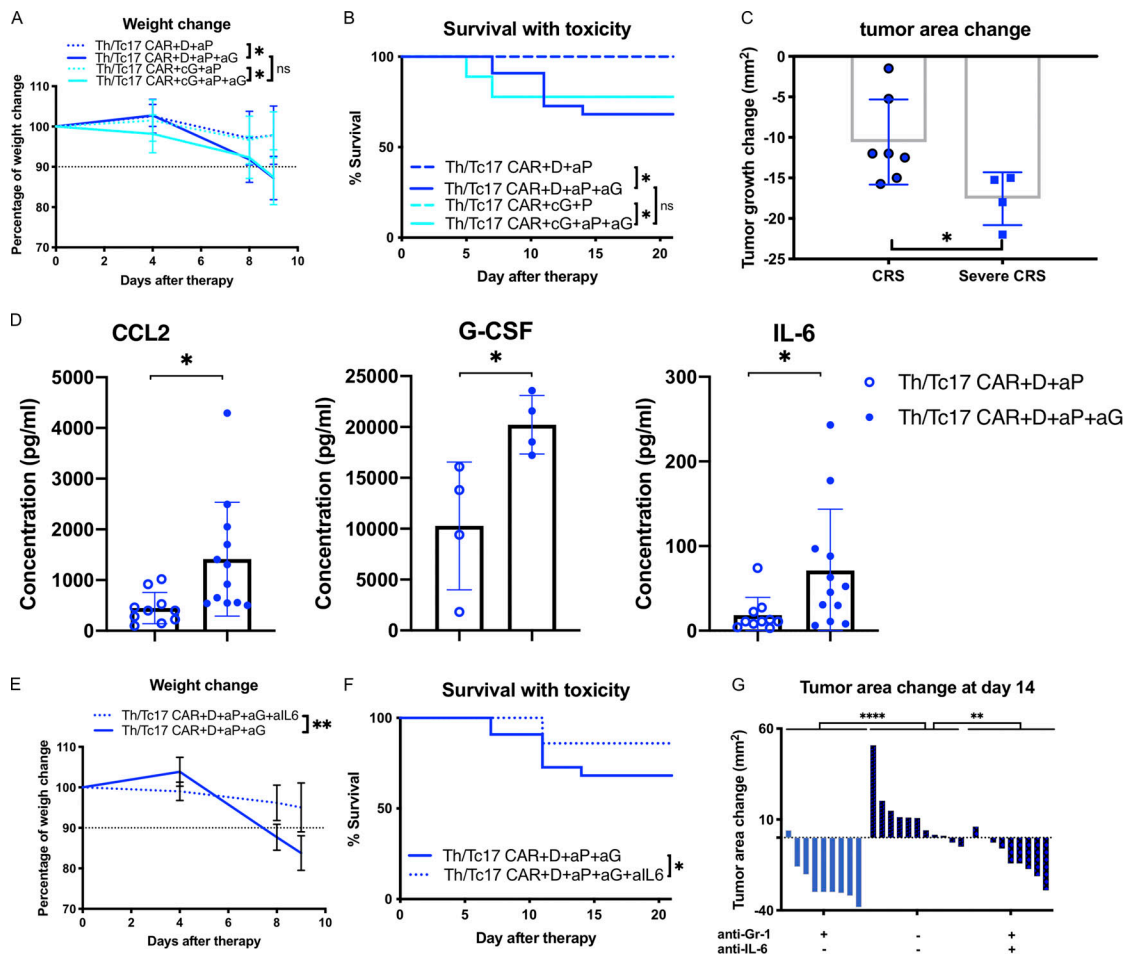 A
Weight change
Th/Tc17 CAR+D+aP
Th/Tc17 CAR+D+aP+aG
Th/Tc17 CAR+cG+aP
Th/Tc17 CAR+cG+aP+aG
*
*
ns
Percentage of weight change
110
100
90
80
70
0 2 4 6 8 10
Days after therapy
B
Survival with toxicity
% Survival
100
50
0
Th/Tc17 CAR+D+aP
Th/Tc17 CAR+D+aP+aG
Th/Tc17 CAR+cG+P
Th/Tc17 CAR+cG+aP+aG
*
*
ns
0 5 10 15 20
Day after therapy
C
tumor area change
Tumor growth change (mm²)
0
-5
-10
-15
-20
-25
*
CRS Severe CRS
D
CCL2
*
Concentration (pg/ml)
5000
4000
3000
2000
1000
0
G-CSF
*
Concentration (pg/ml)
25000
20000
15000
10000
5000
0
IL-6
*
Concentration (pg/ml)
300
200
100
0
Th/Tc17 CAR+D+aP
Th/Tc17 CAR+D+aP+aG
E
Weight change
Th/Tc17 CAR+D+aP+aG+aIL6
Th/Tc17 CAR+D+aP+aG
**
Percentage of weigh change
110
100
90
80
70
0 2 4 6 8 10
Days after therapy
F
Survival with toxicity
% Survival
100
50
0
Th/Tc17 CAR+D+aP+aG
Th/Tc17 CAR+D+aP+aG+aIL6
*
0 5 10 15 20
Day after therapy
G
Tumor area change at day 14
**** **
Tumor area change (mm²)
60
10
-40
anti-Gr-1 + - +
anti-IL-6 - - +